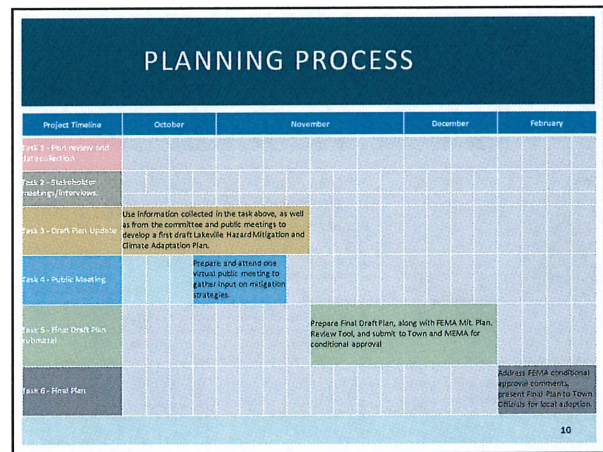 PLANNING PROCESS
Project Timeline October November December February
Task 1 - Plan review and
data collection
Task 2 - Stakeholder
meetings/interviews.
Task 3 - Draft Plan Update
Use information collected in the task above, as well
as from the committee and public meetings to
develop a first draft Lakeville Hazard Mitigation and
Climate Adaptation Plan.
Task 4 - Public Meeting
Prepare and attend one
virtual public meeting to
gather input on mitigation
strategies.
Task 5 - Final Draft Plan
submittal
Prepare Final Draft Plan, along with FEMA Mit. Plan.
Review Tool, and submit to Town and MEMA for
conditional approval
Task 6 - Final Plan
Address FEMA conditional
approval comments,
present Final Plan to Town
Officials for local adoption.
10